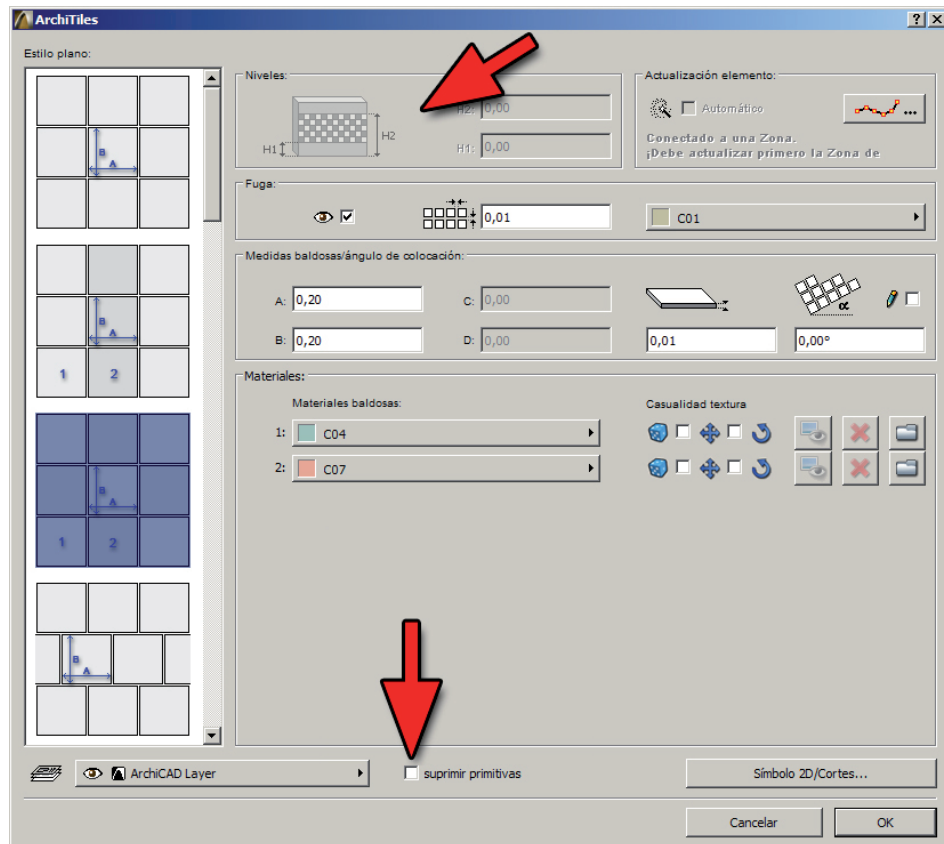 ArchiTiles
Estilo plano:
B
A
B
A
1 2
B
A
1 2
B
A
Niveles:
H2: 0,00
H2
H1
H1: 0,00
Actualización elemento:
Automático
...
Conectado a una Zona.
¡Debe actualizar primero la Zona de
Fuga:
0,01
C01
Medidas baldosas/ángulo de colocación:
A: 0,20
C: 0,00
α
B: 0,20
D: 0,00
0,01
0,00°
Materiales:
Materiales baldosas:
Casualidad textura
1: C04
2: C07
ArchiCAD Layer
suprimir primitivas
Símbolo 2D/Cortes...
Cancelar
OK